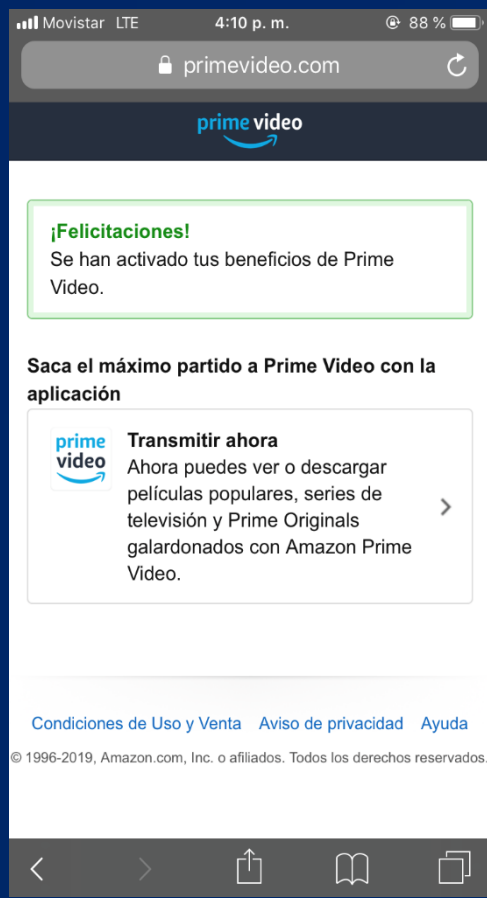 Movistar LTE 4:10 p. m. 88 %
primevideo.com
prime video
¡Felicitaciones!
Se han activado tus beneficios de Prime
Video.
Saca el máximo partido a Prime Video con la
aplicación
prime
video
Transmitir ahora
Ahora puedes ver o descargar
películas populares, series de
televisión y Prime Originals
galardonados con Amazon Prime
Video.
Condiciones de Uso y Venta Aviso de privacidad Ayuda
© 1996-2019, Amazon.com, Inc. o afiliados. Todos los derechos reservados.